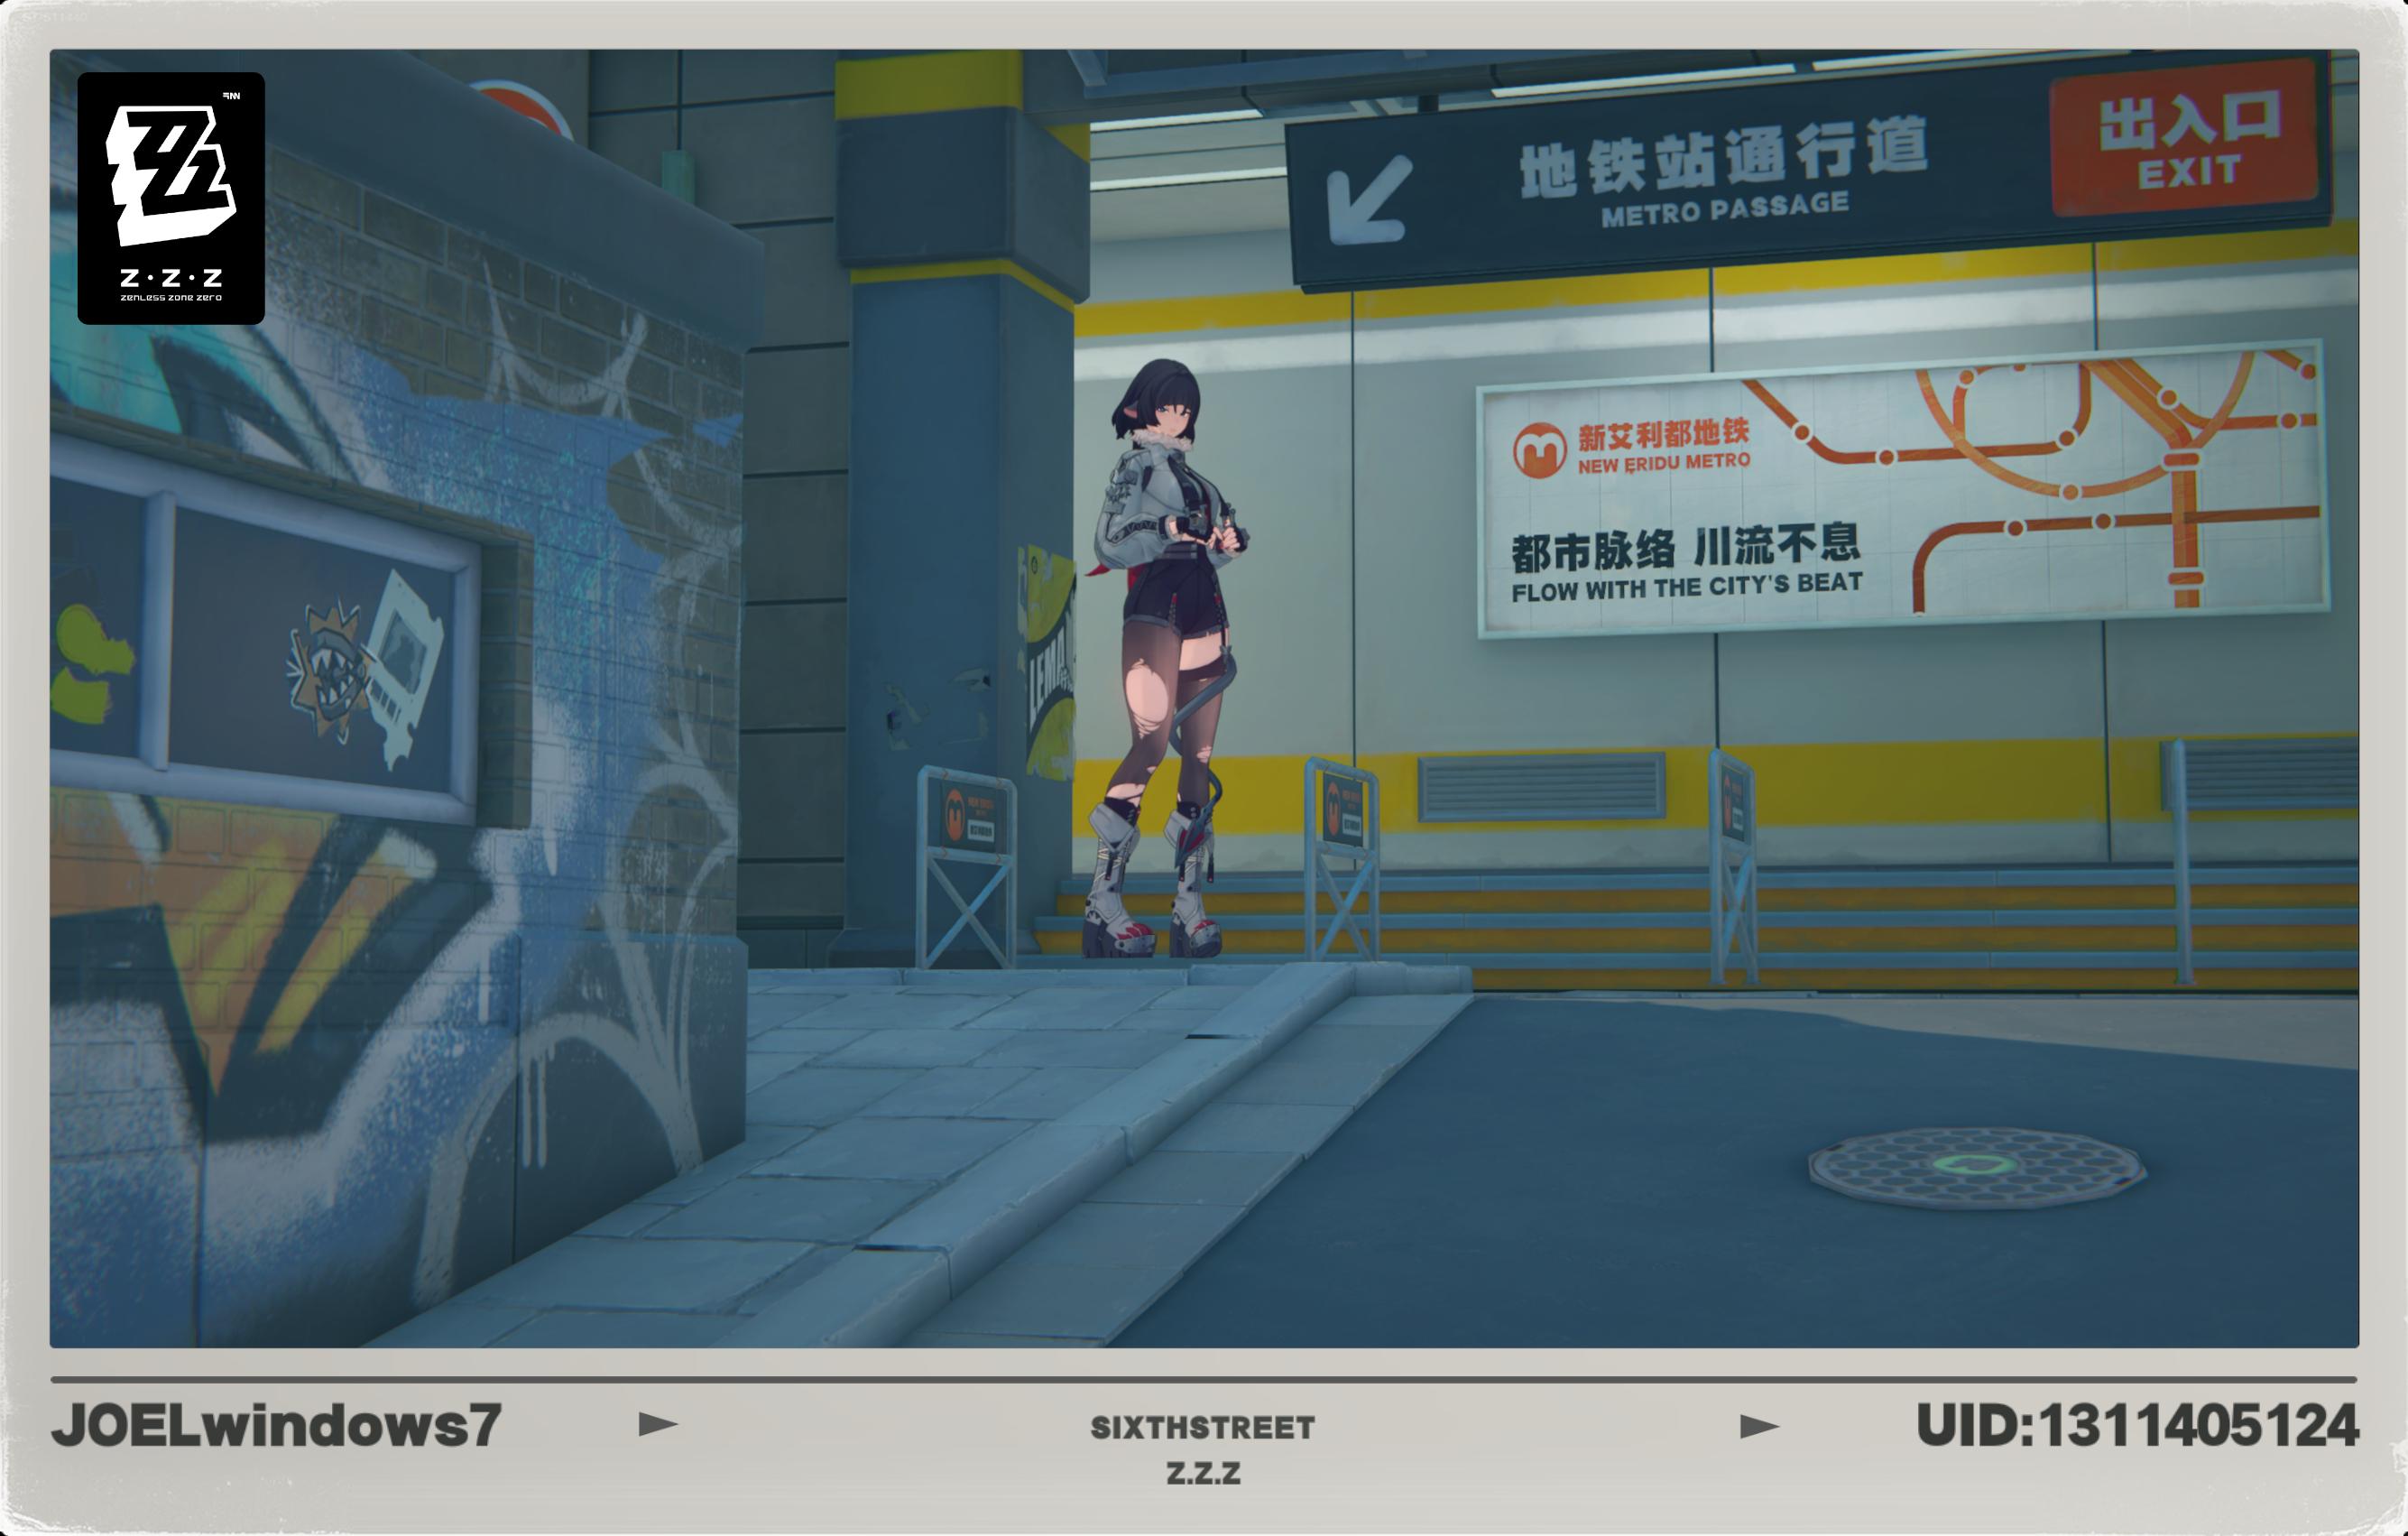 Z·Z·Z
ZENLESS ZONE ZERO
地铁站通行道
METRO PASSAGE
出入口
EXIT
新艾利都地铁
NEW ERIDU METRO
都市脉络 川流不息
FLOW WITH THE CITY'S BEAT
LEMA
JOELwindows7
SIXTHSTREET
Z.Z.Z
UID:1311405124